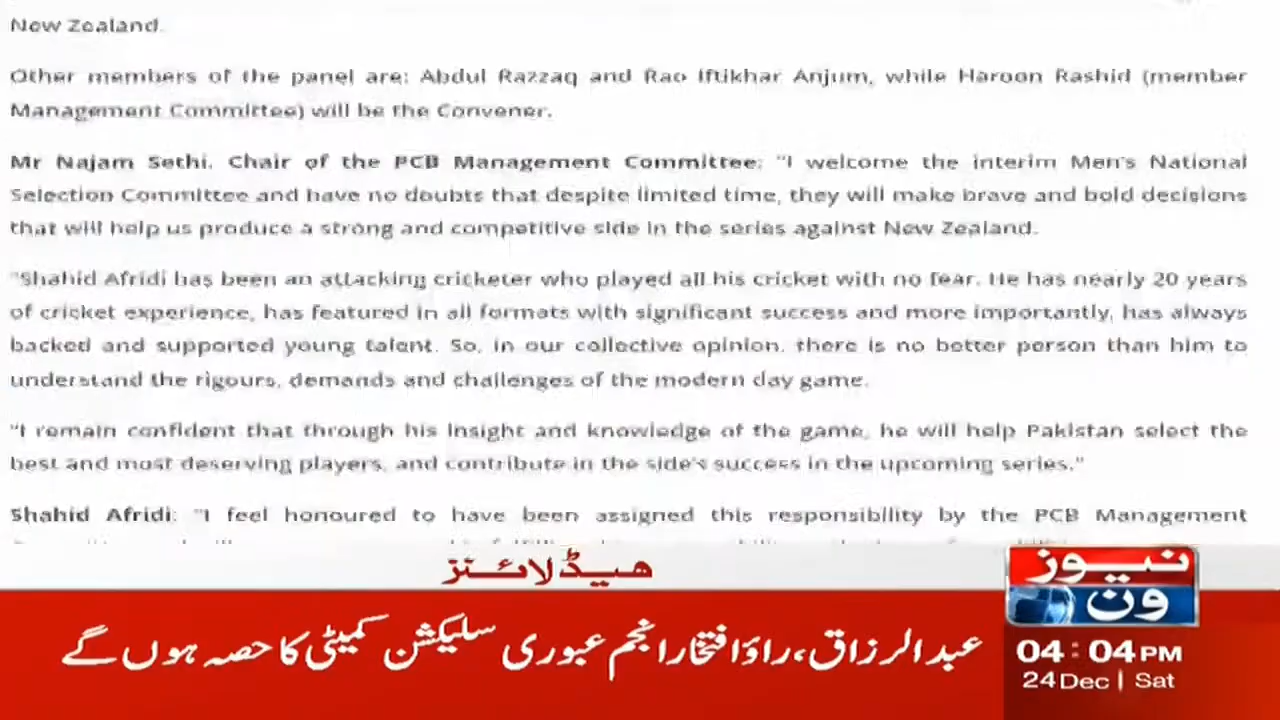 New Zealand.
Other members of the panel are: Abdul Razzaq and Rao Iftikhar Anjum, while Haroon Rashid (member
Management Committee) will be the Convener.
Mr Najam Sethi, Chair of the PCB Management Committee: "I welcome the interim Men's National
Selection Committee and have no doubts that despite limited time, they will make brave and bold decisions
that will help us produce a strong and competitive side in the series against New Zealand.
"Shahid Afridi has been an attacking cricketer who played all his cricket with no fear. He has nearly 20 years
of cricket experience, has featured in all formats with significant success and more importantly, has always
backed and supported young talent. So, in our collective opinion, there is no better person than him to
understand the rigours, demands and challenges of the modern day game.
"I remain confident that through his insight and knowledge of the game, he will help Pakistan select the
best and most deserving players, and contribute in the side's success in the upcoming series."
Shahid Afridi: "I feel honoured to have been assigned this responsibility by the PCB Management
ہیڈلائنز
نیوز
ون
عبدالرزاق، راؤ افتخار انجم عبوری سلیکشن کمیٹی کا حصہ ہوں گے
04:04 PM
24 Dec | Sat